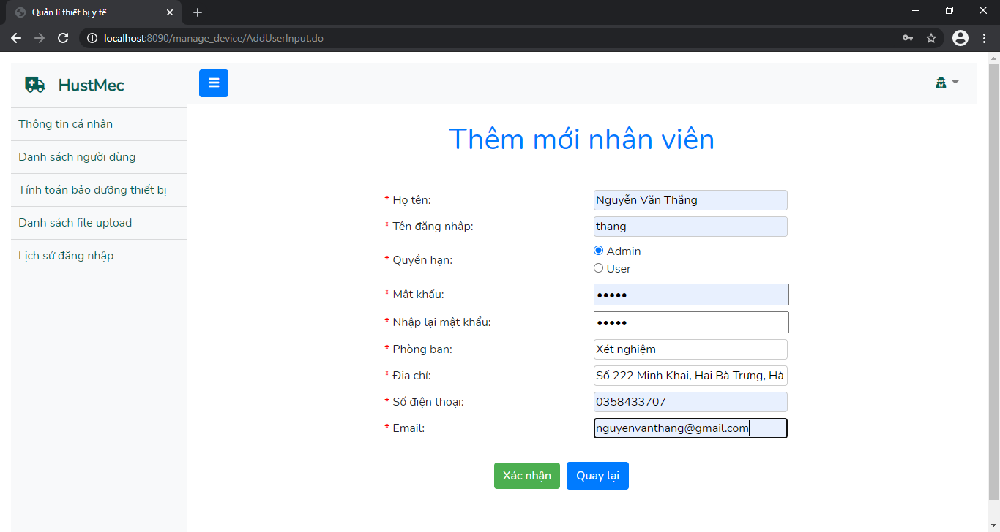 Quản lí thiết bị y tế
localhost:8090/manage_device/AddUserInput.do
HustMec
Thông tin cá nhân
Danh sách người dùng
Tính toán bảo dưỡng thiết bị
Danh sách file upload
Lịch sử đăng nhập
Thêm mới nhân viên
* Họ tên: Nguyễn Văn Thắng
* Tên đăng nhập: thang
* Quyền hạn: Admin
User
* Mật khẩu: •••••
* Nhập lại mật khẩu: •••••
* Phòng ban: Xét nghiệm
* Địa chỉ: Số 222 Minh Khai, Hai Bà Trưng, Hà
* Số điện thoại: 0358433707
* Email: nguyenvanthang@gmail.com
Xác nhận Quay lại